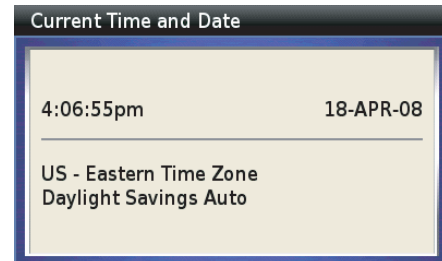 Current Time and Date
4:06:55pm 18-APR-08
US - Eastern Time Zone
Daylight Savings Auto